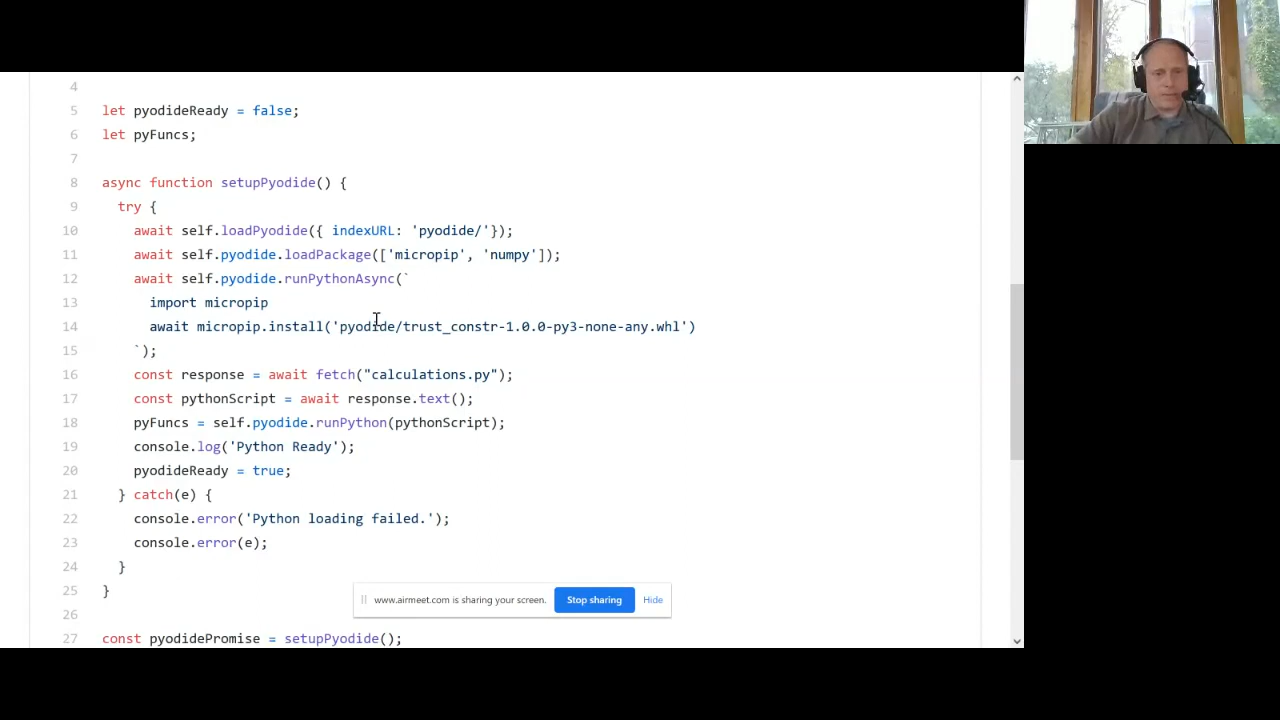 4
5 let pyodideReady = false;
6 let pyFuncs;
7
8 async function setupPyodide() {
9 try {
10 await self.loadPyodide({ indexURL: 'pyodide/'});
11 await self.pyodide.loadPackage(['micropip', 'numpy']);
12 await self.pyodide.runPythonAsync(`
13 import micropip
14 await micropip.install('pyodide/trust_constr-1.0.0-py3-none-any.whl')
15 `);
16 const response = await fetch("calculations.py");
17 const pythonScript = await response.text();
18 pyFuncs = self.pyodide.runPython(pythonScript);
19 console.log('Python Ready');
20 pyodideReady = true;
21 } catch(e) {
22 console.error('Python loading failed.');
23 console.error(e);
24 }
25 }
www.airmeet.com is sharing your screen. Stop sharing Hide
26
27 const pyodidePromise = setupPyodide();